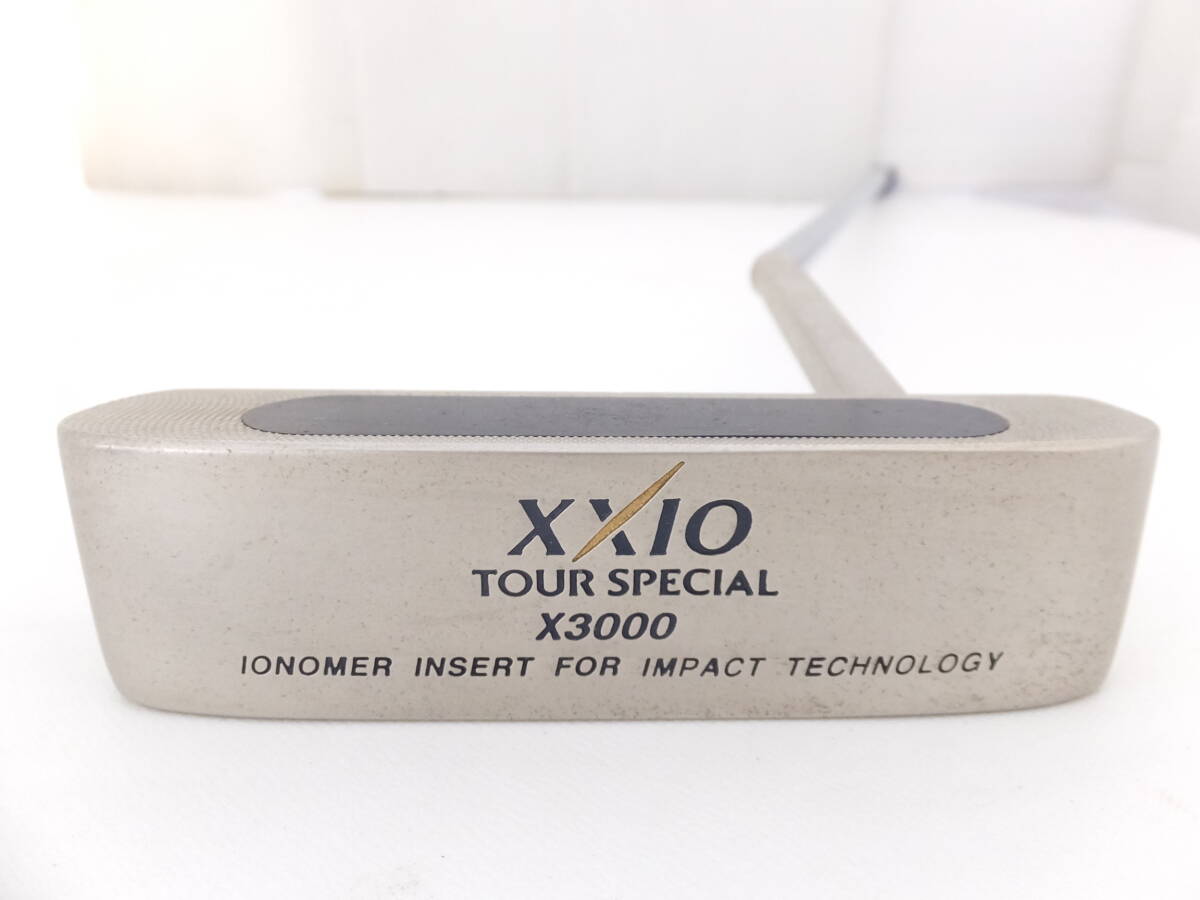 XXIO
TOUR SPECIAL
X3000
IONOMER INSERT FOR IMPACT TECHNOLOGY